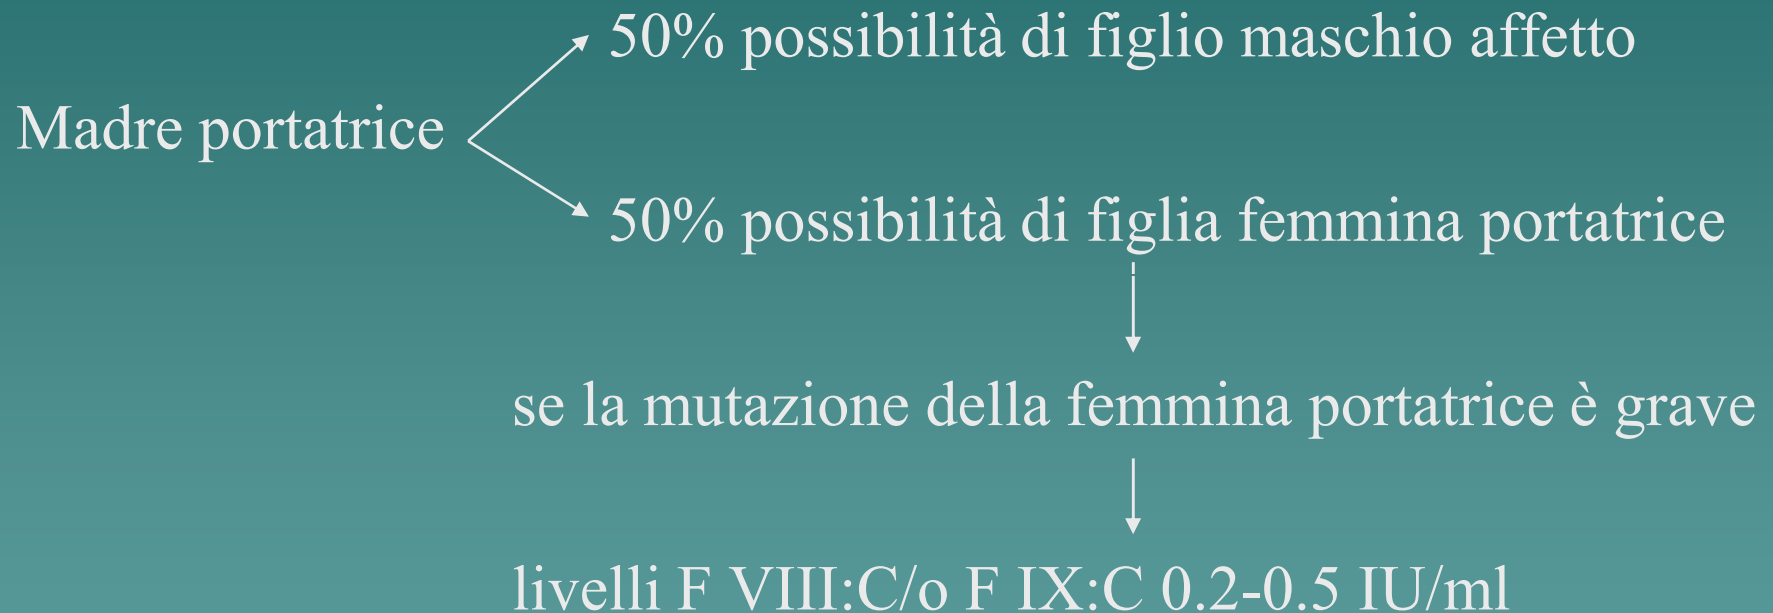 50% possibilità di figlio maschio affetto
Madre portatrice
50% possibilità di figlia femmina portatrice
se la mutazione della femmina portatrice è grave
livelli F VIII:C/o F IX:C 0.2-0.5 IU/ml